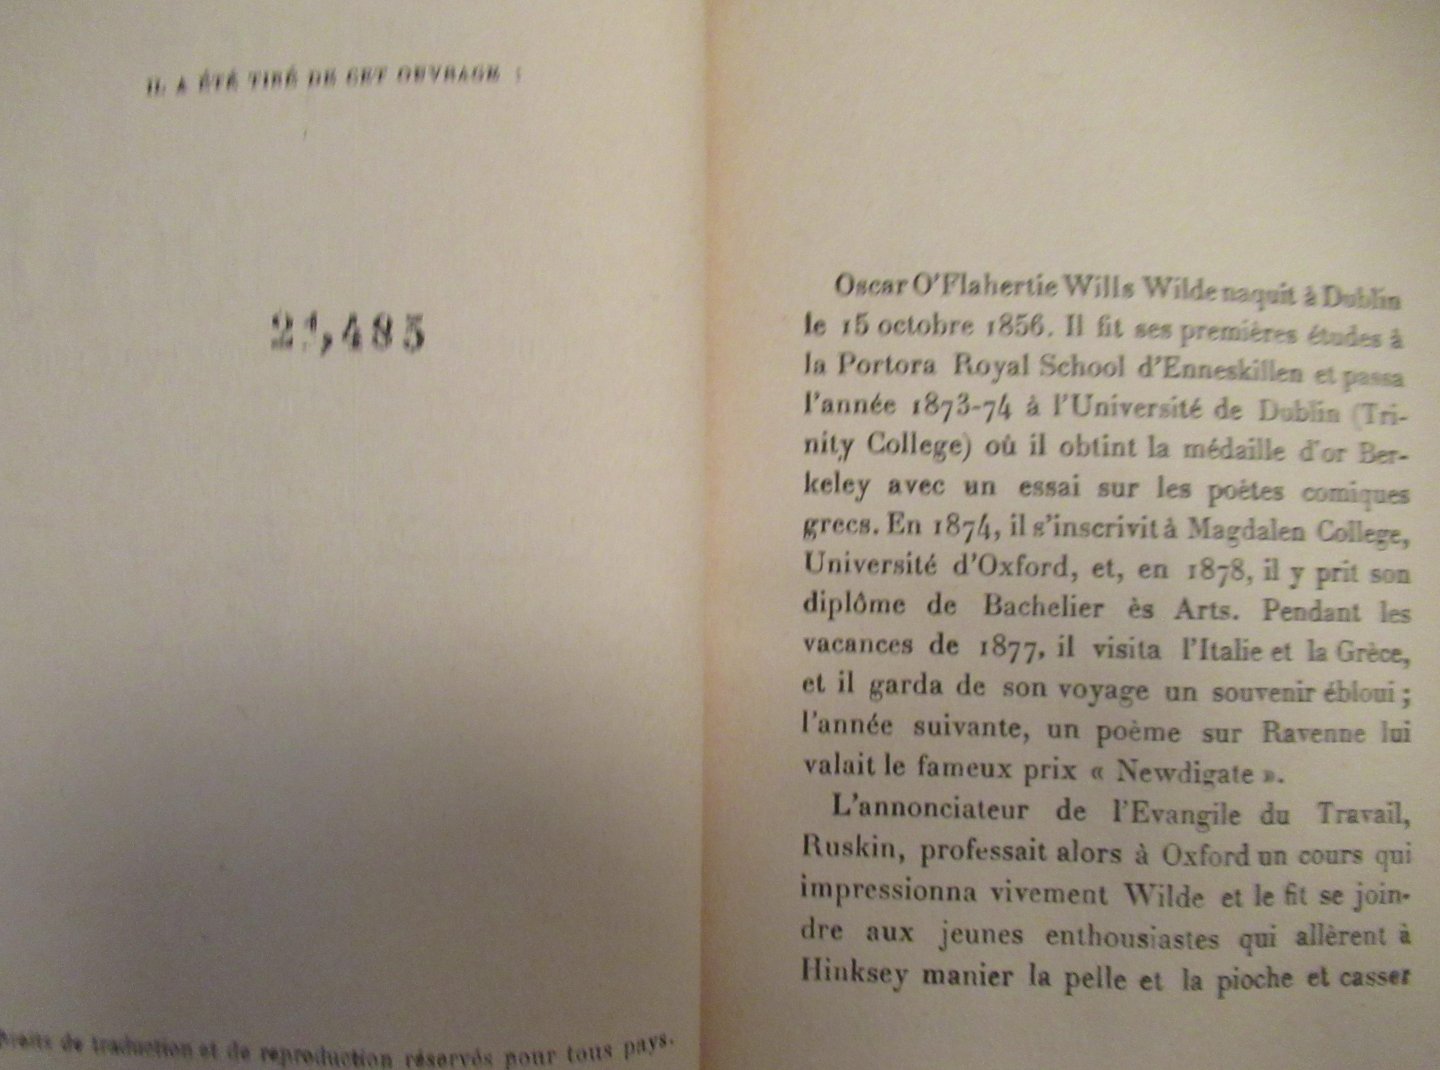 IL A ÉTÉ TIRÉ DE CET OUVRAGE :
21,485
Droits de traduction et de reproduction réservés pour tous pays.
Oscar O'Flahertie Wills Wilde naquit à Dublin
le 15 octobre 1856. Il fit ses premières études à
la Portora Royal School d'Enneskillen et passa
l'année 1873-74 à l'Université de Dublin (Tri-
nity College) où il obtint la médaille d'or Ber-
keley avec un essai sur les poètes comiques
grecs. En 1874, il s'inscrivit à Magdalen College,
Université d'Oxford, et, en 1878, il y prit son
diplôme de Bachelier ès Arts. Pendant les
vacances de 1877, il visita l'Italie et la Grèce,
et il garda de son voyage un souvenir ébloui ;
l'année suivante, un poème sur Ravenne lui
valait le fameux prix « Newdigate ».
L'annonciateur de l'Evangile du Travail,
Ruskin, professait alors à Oxford un cours qui
impressionna vivement Wilde et le fit se join-
dre aux jeunes enthousiastes qui allèrent à
Hinksey manier la pelle et la pioche et casser